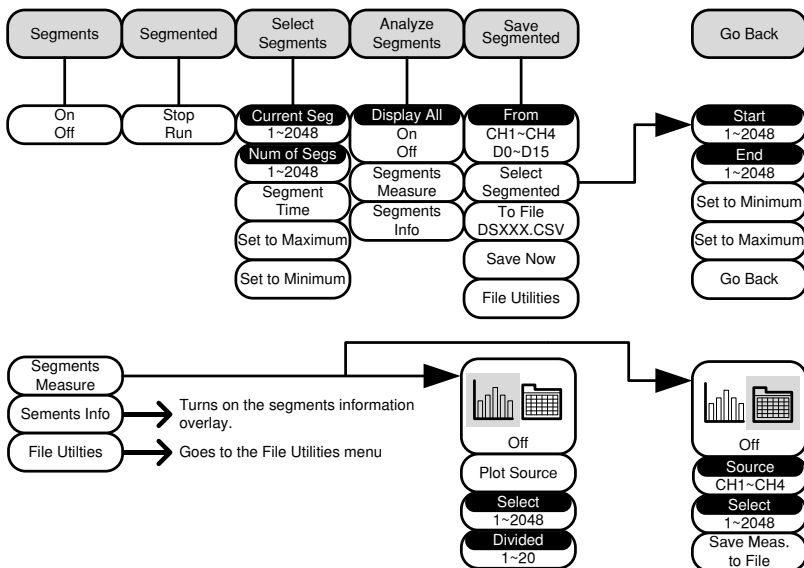 Segments
Segmented
Select
Segments
Analyze
Segments
Save
Segmented
Go Back
On
Off
Stop
Run
Current Seg
1~2048
Num of Segs
1~2048
Segment
Time
Set to Maximum
Set to Minimum
Display All
On
Off
Segments
Measure
Segments
Info
From
CH1~CH4
D0~D15
Select
Segmented
To File
DSXXX.CSV
Save Now
File Utilities
Start
1~2048
End
1~2048
Set to Minimum
Set to Maximum
Go Back
Segments
Measure
Sements Info
Turns on the segments information
overlay.
File Utilties
Goes to the File Utilities menu
Off
Plot Source
Select
1~2048
Divided
1~20
Off
Source
CH1~CH4
Select
1~2048
Save Meas.
to File